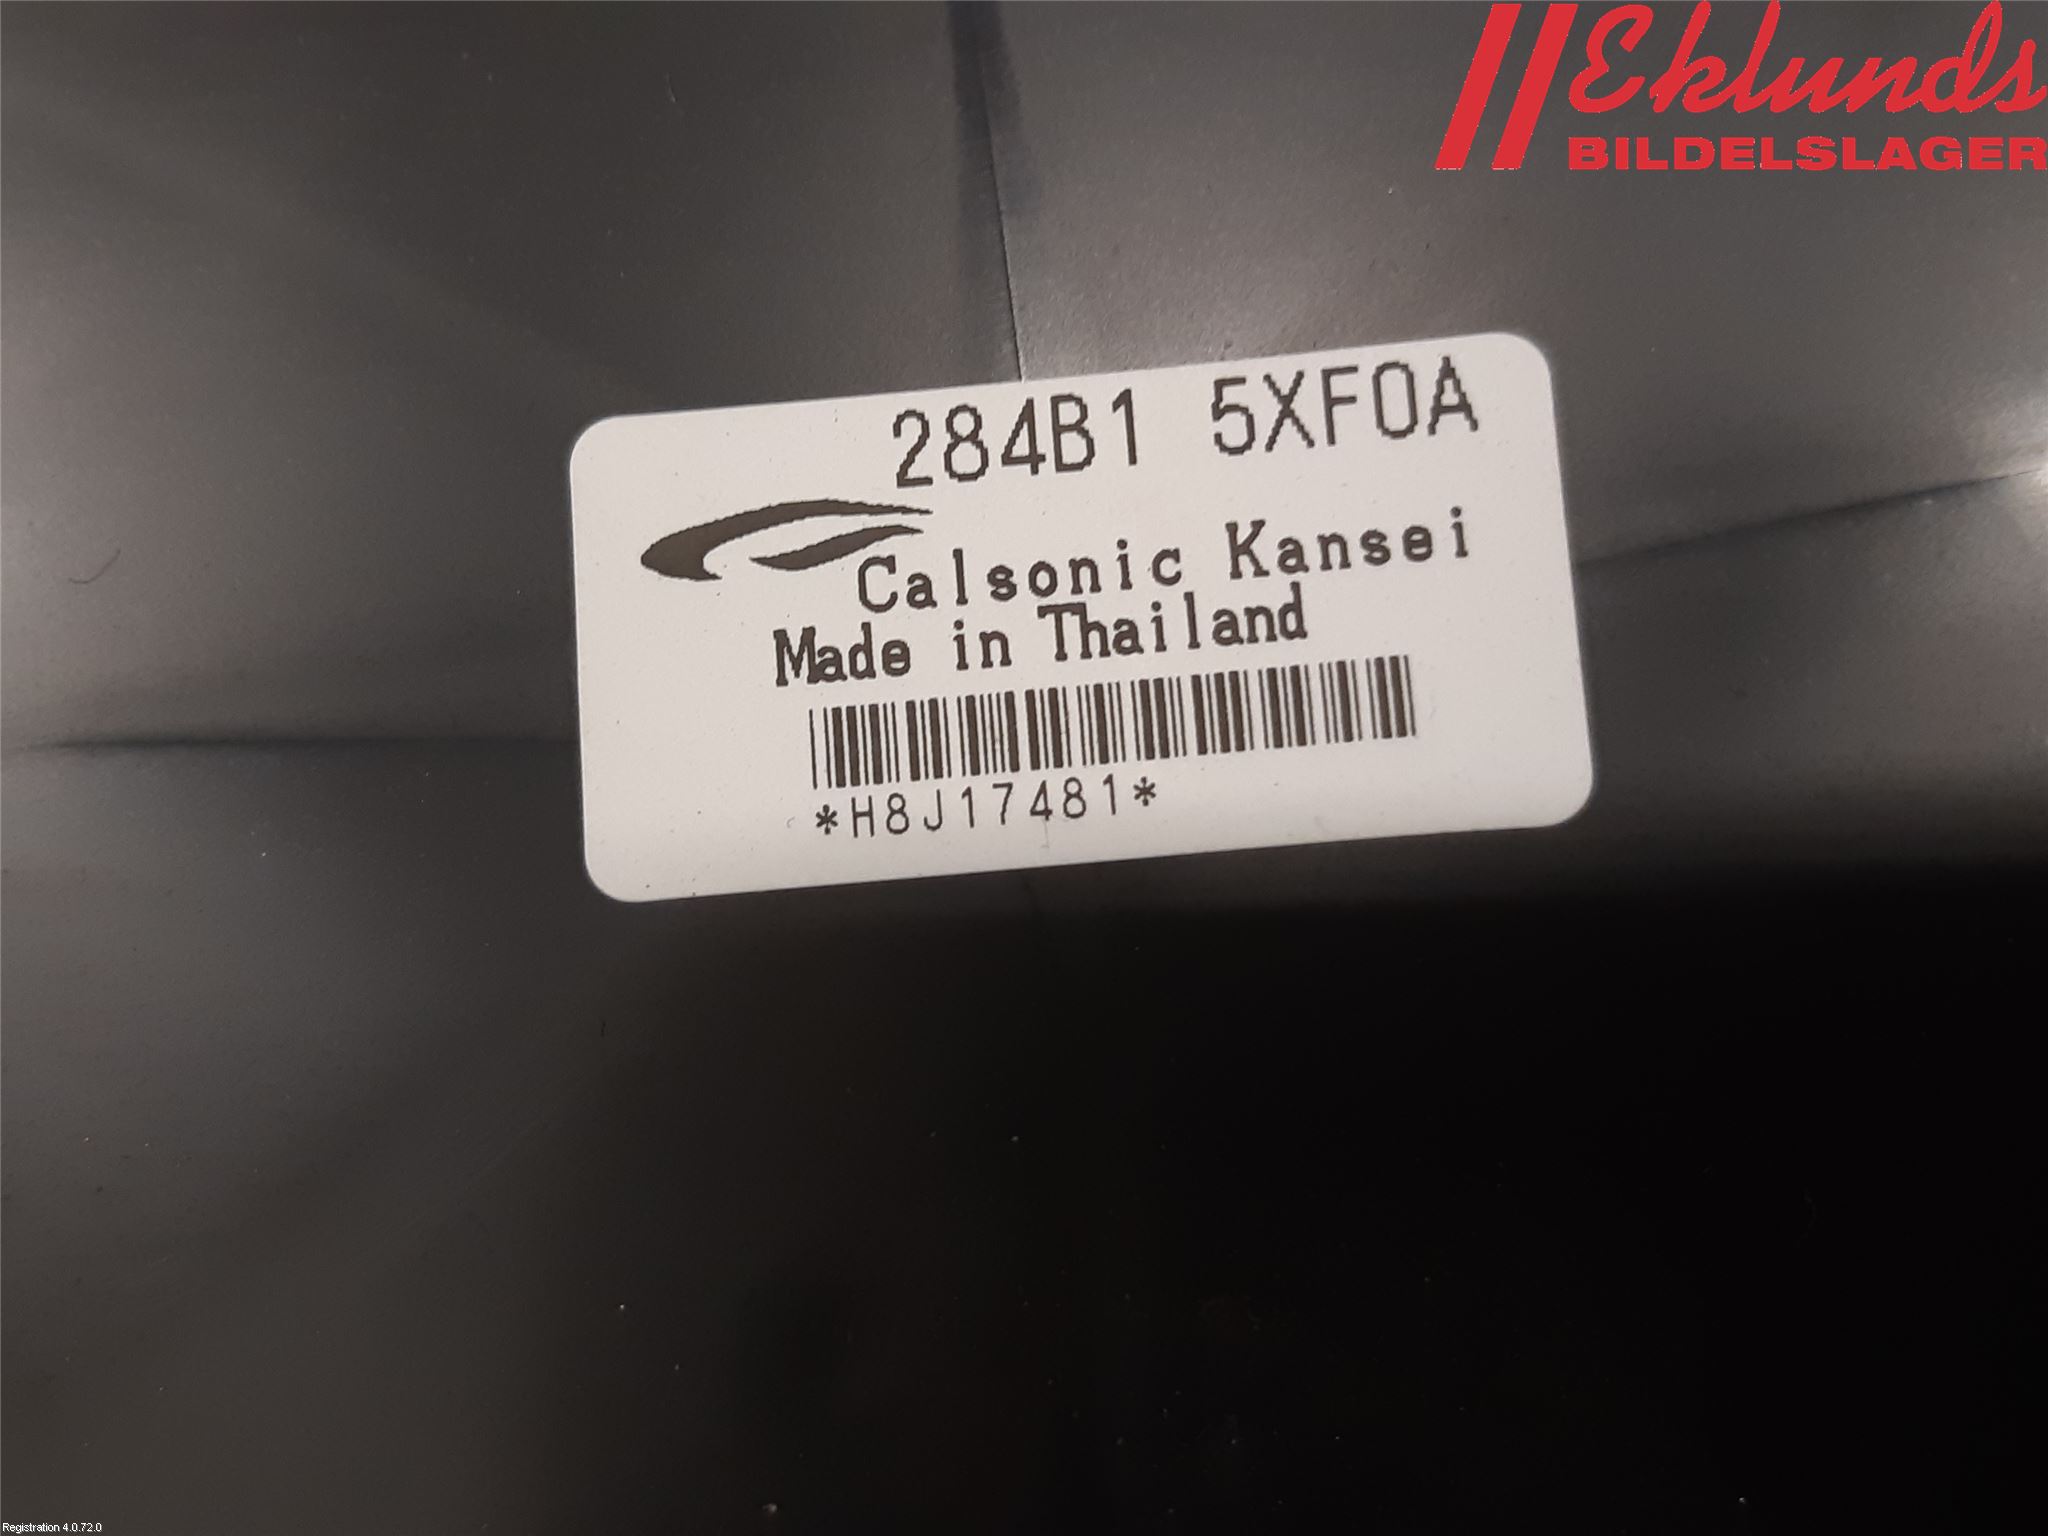 Eklunds
BILDELSLAGER
284B1 5XF0A
Calsonic Kansei
Made in Thailand
*H8J17481*
Registration 4.0.72.0